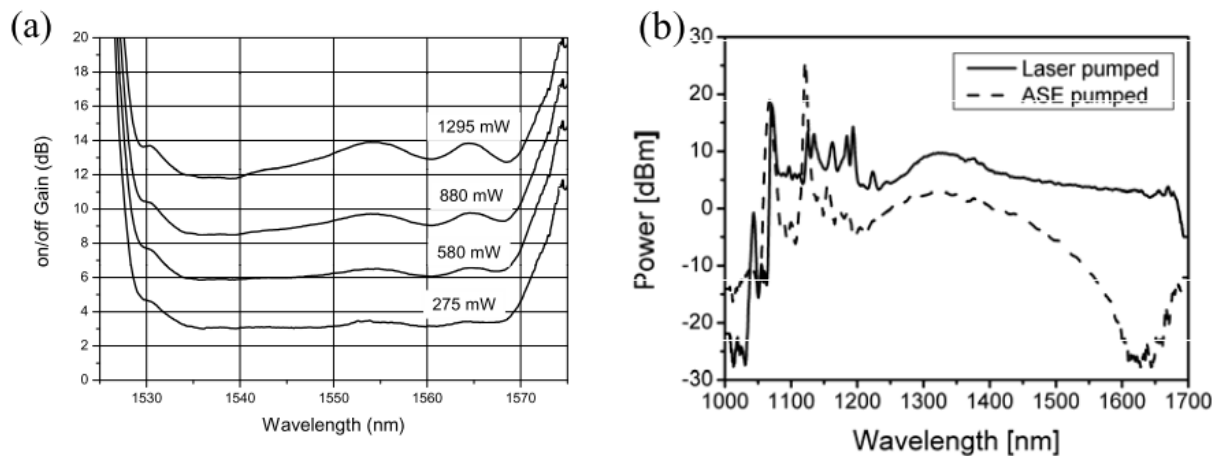 (a)
20
18
16
14
12
10
8
6
4
2
0
on/off Gain (dB)
1295 mW
880 mW
580 mW
275 mW
1530 1540 1550 1560 1570
Wavelength (nm)
(b)
30
20
10
0
-10
-20
-30
Power [dBm]
Laser pumped
ASE pumped
1000 1100 1200 1300 1400 1500 1600 1700
Wavelength [nm]